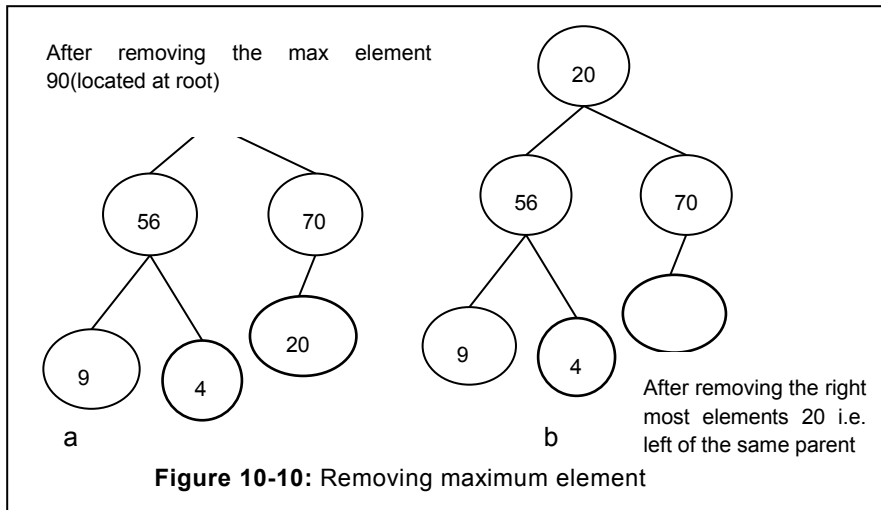 After removing the max element
90(located at root)
56
70
9
4
20
a
20
56
70
9
4
b
After removing the right
most elements 20 i.e.
left of the same parent
Figure 10-10: Removing maximum element